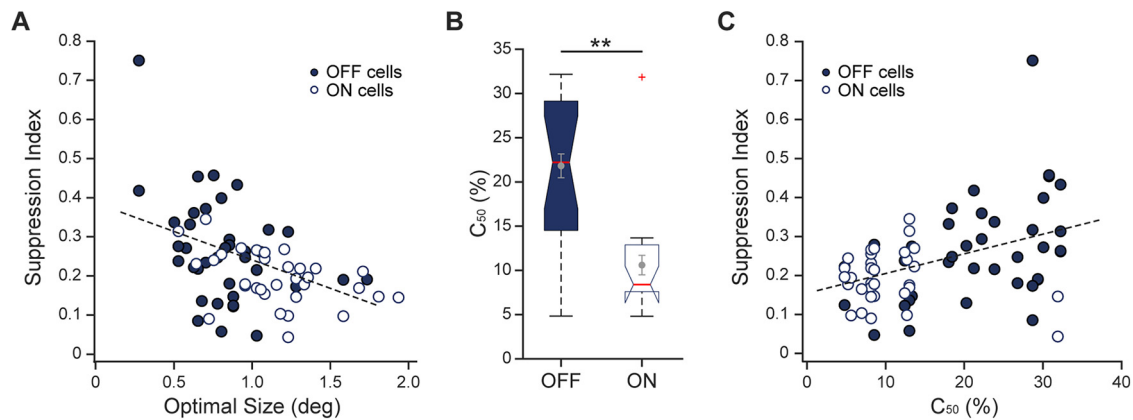 A
0.8
0.7
0.6
0.5
0.4
0.3
0.2
0.1
0
Suppression Index
OFF cells
ON cells
0
0.5
1.0
1.5
2.0
Optimal Size (deg)
B
**
40
35
30
25
20
15
10
5
0
C₅₀ (%)
OFF
ON
C
0.8
0.7
0.6
0.5
0.4
0.3
0.2
0.1
0
Suppression Index
OFF cells
ON cells
0
10
20
30
40
C₅₀ (%)